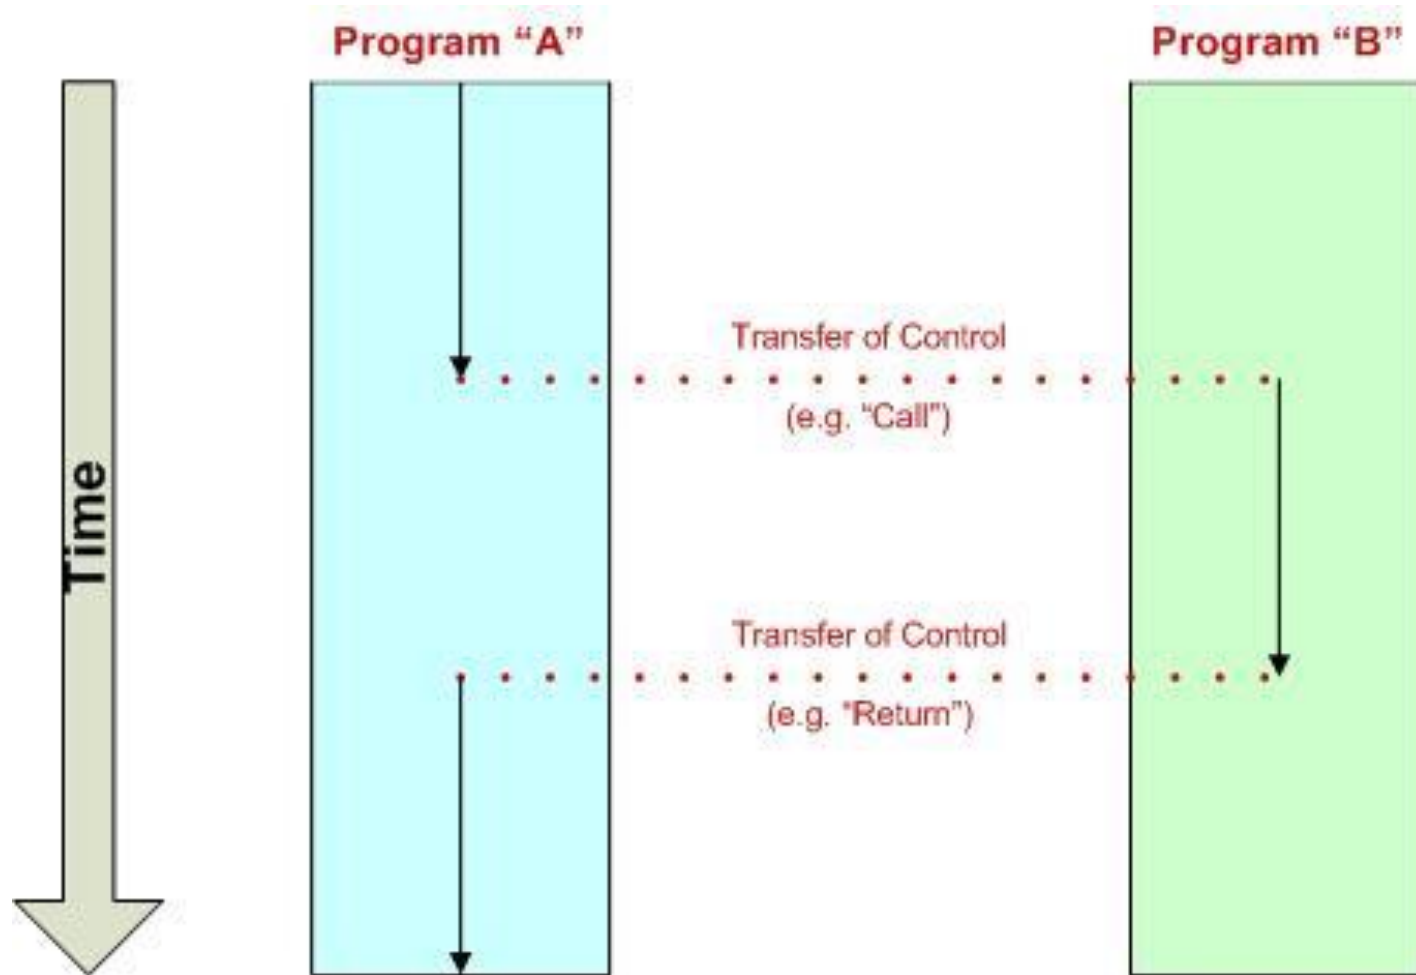 Program “A”
Program “B”
Transfer of Control
(e.g. “Call”)
Time
Transfer of Control
(e.g. “Return”)